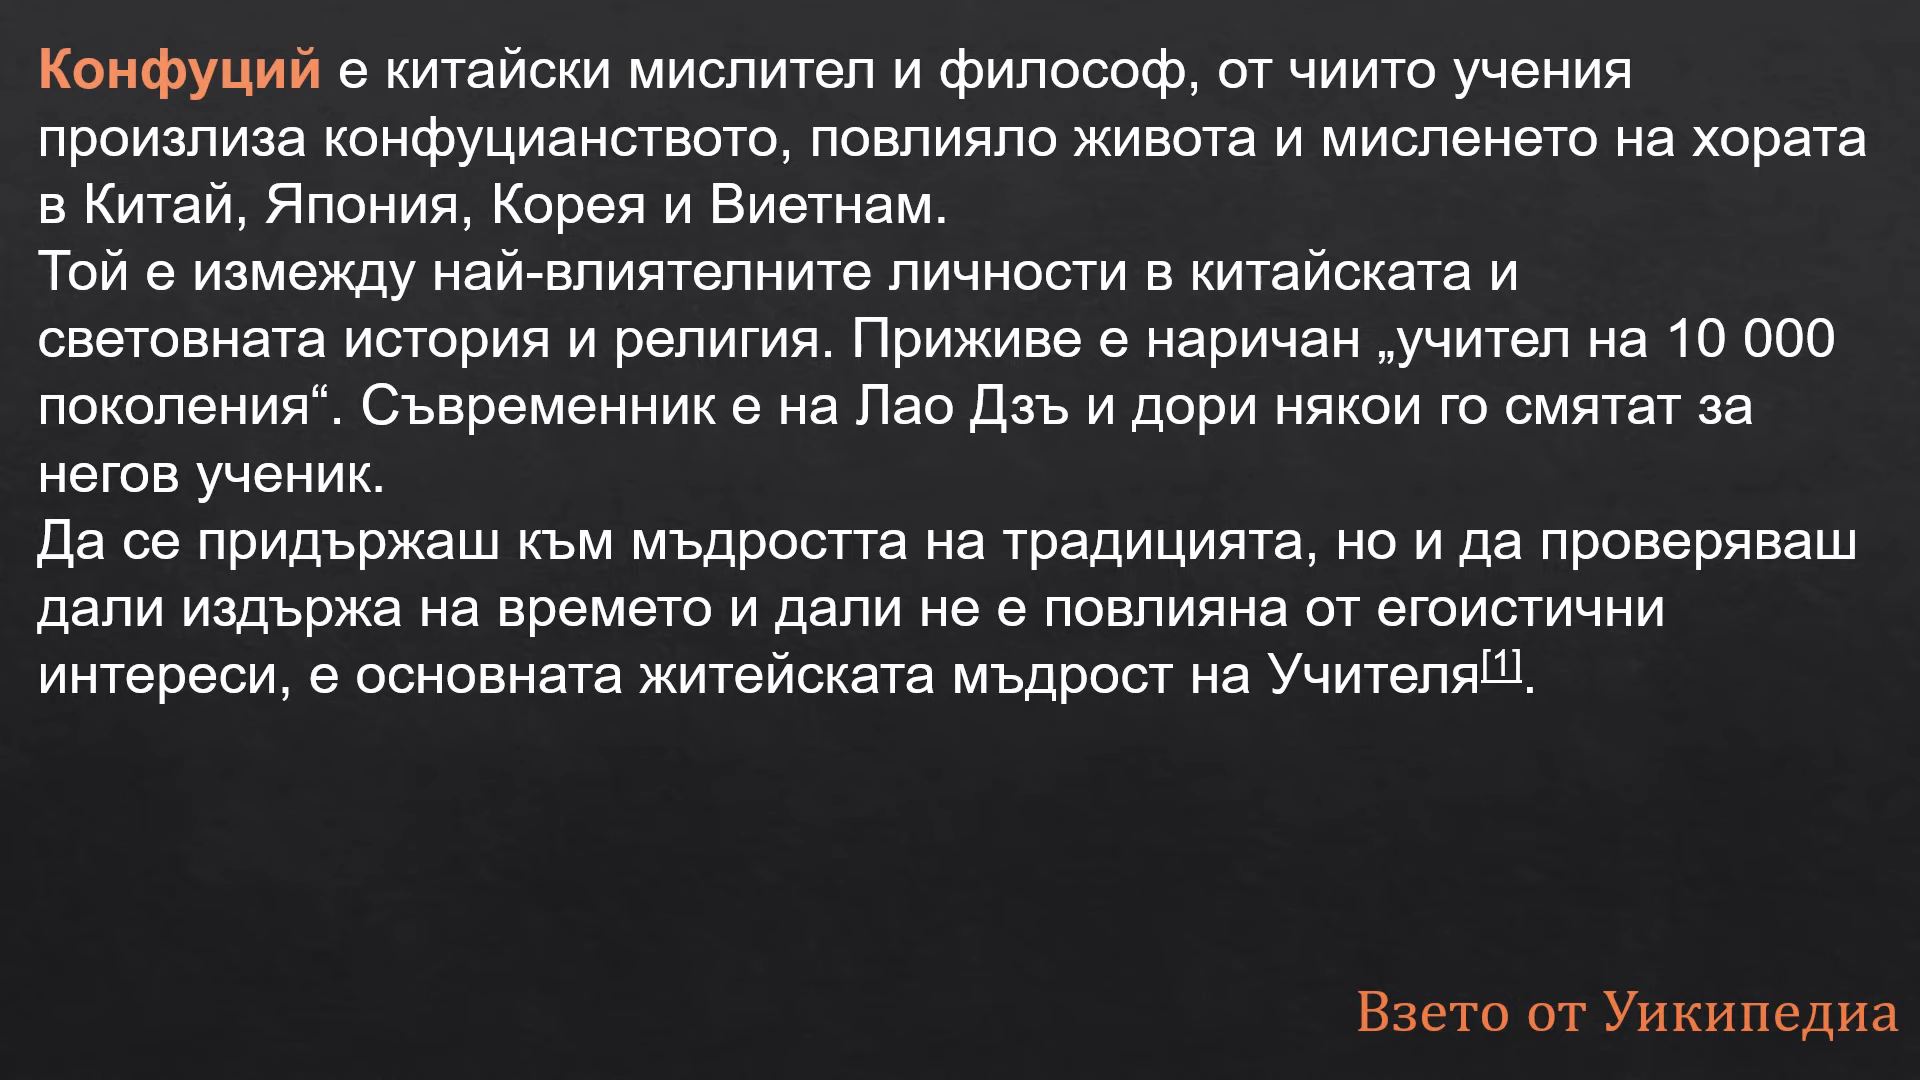 Конфуций е китайски мислител и философ, от чиито учения
произлиза конфуцианството, повлияло живота и мисленето на хората
в Китай, Япония, Корея и Виетнам.
Той е измежду най-влиятелните личности в китайската и
световната история и религия. Приживе е наричан „учител на 10 000
поколения“. Съвременник е на Лао Дзъ и дори някои го смятат за
негов ученик.
Да се придържаш към мъдростта на традицията, но и да проверяваш
дали издържа на времето и дали не е повлияна от егоистични
интереси, е основната житейската мъдрост на Учителя[1].
Взето от Уикипедиа